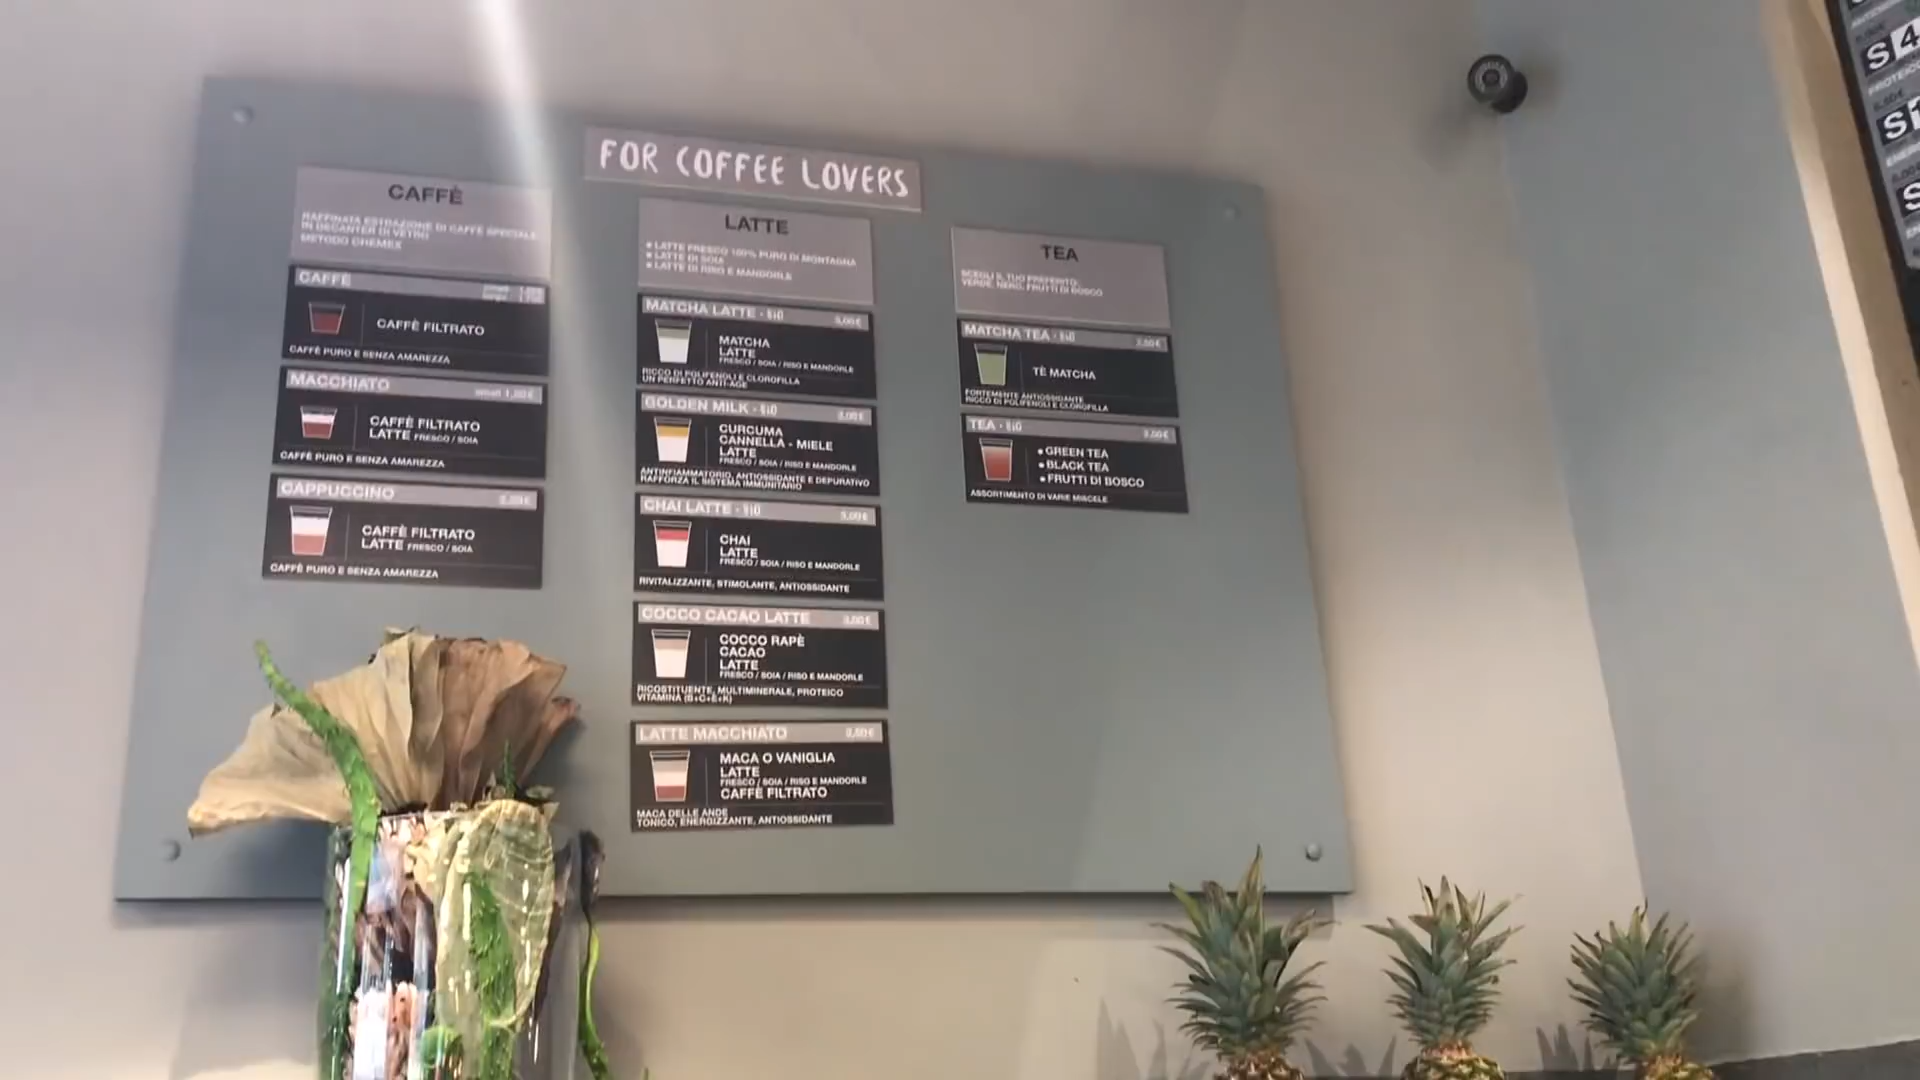 FOR COFFEE LOVERS
CAFFÈ
RAFFINATA ESTRAZIONE DI CAFFÈ SPECIALE
IN DECANTER DI VETRO
METODO CHEMEX
CAFFÈ
CAFFÈ FILTRATO
CAFFÈ PURO E SENZA AMAREZZA
MACCHIATO
small
CAFFÈ FILTRATO
LATTE FRESCO / SOIA
CAFFÈ PURO E SENZA AMAREZZA
CAPPUCCINO
CAFFÈ FILTRATO
LATTE FRESCO / SOIA
CAFFÈ PURO E SENZA AMAREZZA
LATTE
• LATTE FRESCO 100% PURO DI MONTAGNA
• LATTE DI SOIA
• LATTE DI RISO E MANDORLE
MATCHA LATTE - BIO
MATCHA
LATTE
FRESCO / SOIA / RISO E MANDORLE
RICCO DI POLIFENOLI E CLOROFILLA
UN PERFETTO ANTI-AGE
GOLDEN MILK - BIO
CURCUMA
CANNELLA - MIELE
LATTE
FRESCO / SOIA / RISO E MANDORLE
ANTINFIAMMATORIO, ANTIOSSIDANTE E DEPURATIVO
RAFFORZA IL SISTEMA IMMUNITARIO
CHAI LATTE - BIO
CHAI
LATTE
FRESCO / SOIA / RISO E MANDORLE
RIVITALIZZANTE, STIMOLANTE, ANTIOSSIDANTE
COCCO CACAO LATTE
COCCO RAPÈ
CACAO
LATTE
FRESCO / SOIA / RISO E MANDORLE
RICOSTITUENTE, MULTIMINERALE, PROTEICO
VITAMINA (B+C+E+K)
LATTE MACCHIATO
MACA O VANIGLIA
LATTE
FRESCO / SOIA / RISO E MANDORLE
CAFFÈ FILTRATO
MACA DELLE ANDE
TONICO, ENERGIZZANTE, ANTIOSSIDANTE
TEA
SCEGLI IL TUO PREFERITO:
VERDE, NERO, FRUTTI DI BOSCO
MATCHA TEA - BIO
TÈ MATCHA
FORTEMENTE ANTIOSSIDANTE
RICCO DI POLIFENOLI E CLOROFILLA
TEA - BIO
• GREEN TEA
• BLACK TEA
• FRUTTI DI BOSCO
ASSORTIMENTO DI VARIE MISCELE
S4